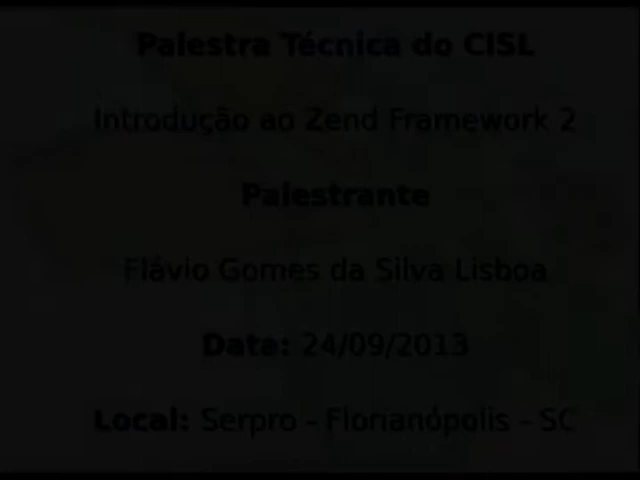 Palestra Técnica do CISL
Introdução ao Zend Framework 2
Palestrante
Flávio Gomes da Silva Lisboa
Data: 24/09/2013
Local: Serpro - Florianópolis - SC